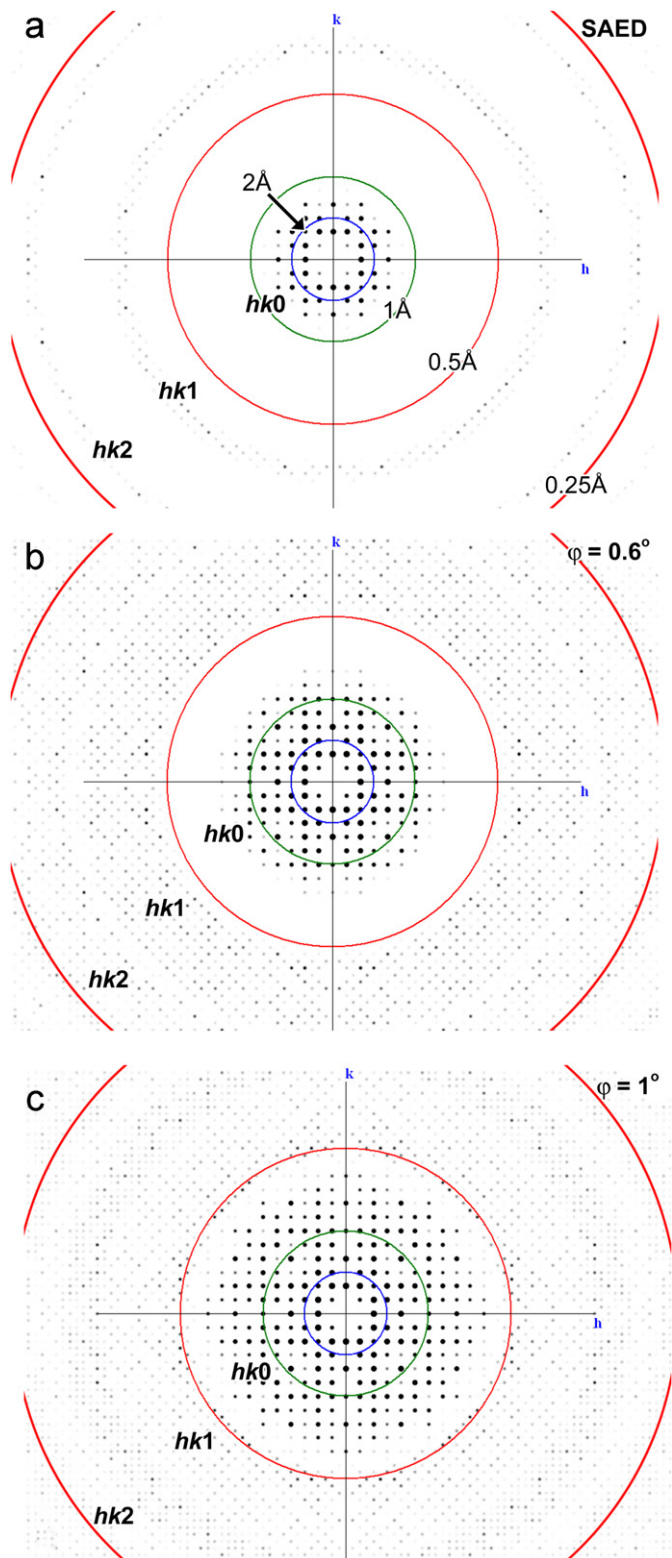 a
k
SAED
2Å
h
hk0
1Å
0.5Å
hk1
hk2
0.25Å
b
k
φ = 0.6°
h
hk0
hk1
hk2
c
k
φ = 1°
h
hk0
hk1
hk2